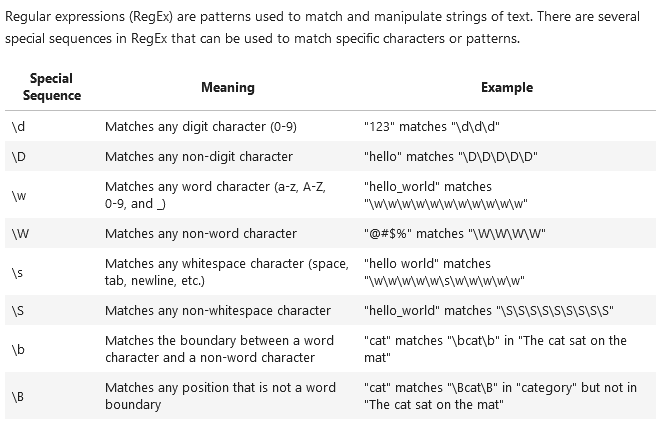 Regular expressions (RegEx) are patterns used to match and manipulate strings of text. There are several
special sequences in RegEx that can be used to match specific characters or patterns.
Special
Sequence
Meaning
Example
\d
Matches any digit character (0-9)
"123" matches "\d\d\d"
\D
Matches any non-digit character
"hello" matches "\D\D\D\D\D"
\w
Matches any word character (a-z, A-Z,
0-9, and _)
"hello_world" matches
"\w\w\w\w\w\w\w\w\w\w\w"
\W
Matches any non-word character
"@#$%" matches "\W\W\W\W"
\s
Matches any whitespace character (space,
tab, newline, etc.)
"hello world" matches
"\w\w\w\w\w\s\w\w\w\w\w"
\S
Matches any non-whitespace character
"hello_world" matches "\S\S\S\S\S\S\S\S\S"
\b
Matches the boundary between a word
character and a non-word character
"cat" matches "\bcat\b" in "The cat sat on the
mat"
\B
Matches any position that is not a word
boundary
"cat" matches "\Bcat\B" in "category" but not in
"The cat sat on the mat"